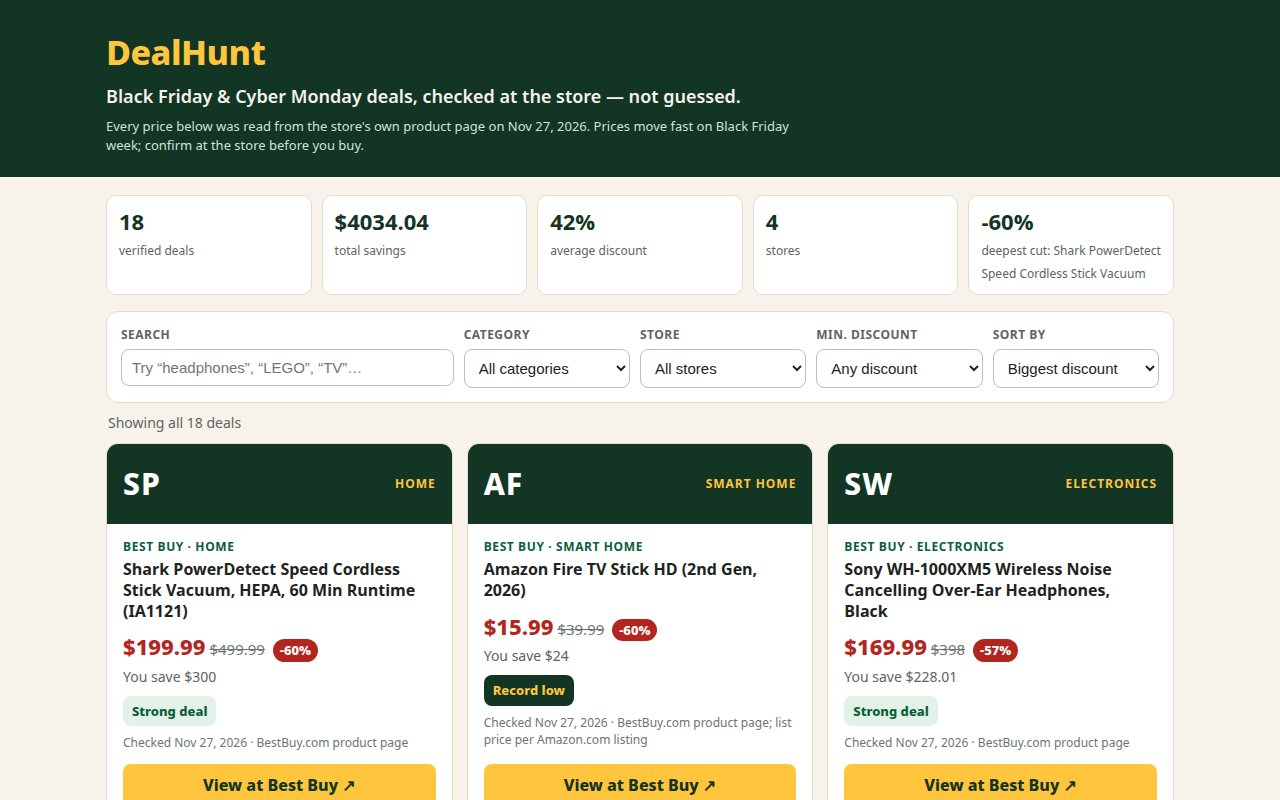 DealHunt
Black Friday & Cyber Monday deals, checked at the store — not guessed.
Every price below was read from the store's own product page on Nov 27, 2026. Prices move fast on Black Friday
week; confirm at the store before you buy.
18
verified deals
$4034.04
total savings
42%
average discount
4
stores
-60%
deepest cut: Shark PowerDetect
Speed Cordless Stick Vacuum
SEARCH
Try “headphones”, “LEGO”, “TV”…
CATEGORY
All categories
STORE
All stores
MIN. DISCOUNT
Any discount
SORT BY
Biggest discount
Showing all 18 deals
SP
HOME
BEST BUY · HOME
Shark PowerDetect Speed Cordless
Stick Vacuum, HEPA, 60 Min Runtime
(IA1121)
$199.99 $499.99 -60%
You save $300
Strong deal
Checked Nov 27, 2026 · BestBuy.com product page
View at Best Buy ↗
AF
SMART HOME
BEST BUY · SMART HOME
Amazon Fire TV Stick HD (2nd Gen,
2026)
$15.99 $39.99 -60%
You save $24
Record low
Checked Nov 27, 2026 · BestBuy.com product page; list
price per Amazon.com listing
View at Best Buy ↗
SW
ELECTRONICS
BEST BUY · ELECTRONICS
Sony WH-1000XM5 Wireless Noise
Cancelling Over-Ear Headphones,
Black
$169.99 $398 -57%
You save $228.01
Strong deal
Checked Nov 27, 2026 · BestBuy.com product page
View at Best Buy ↗